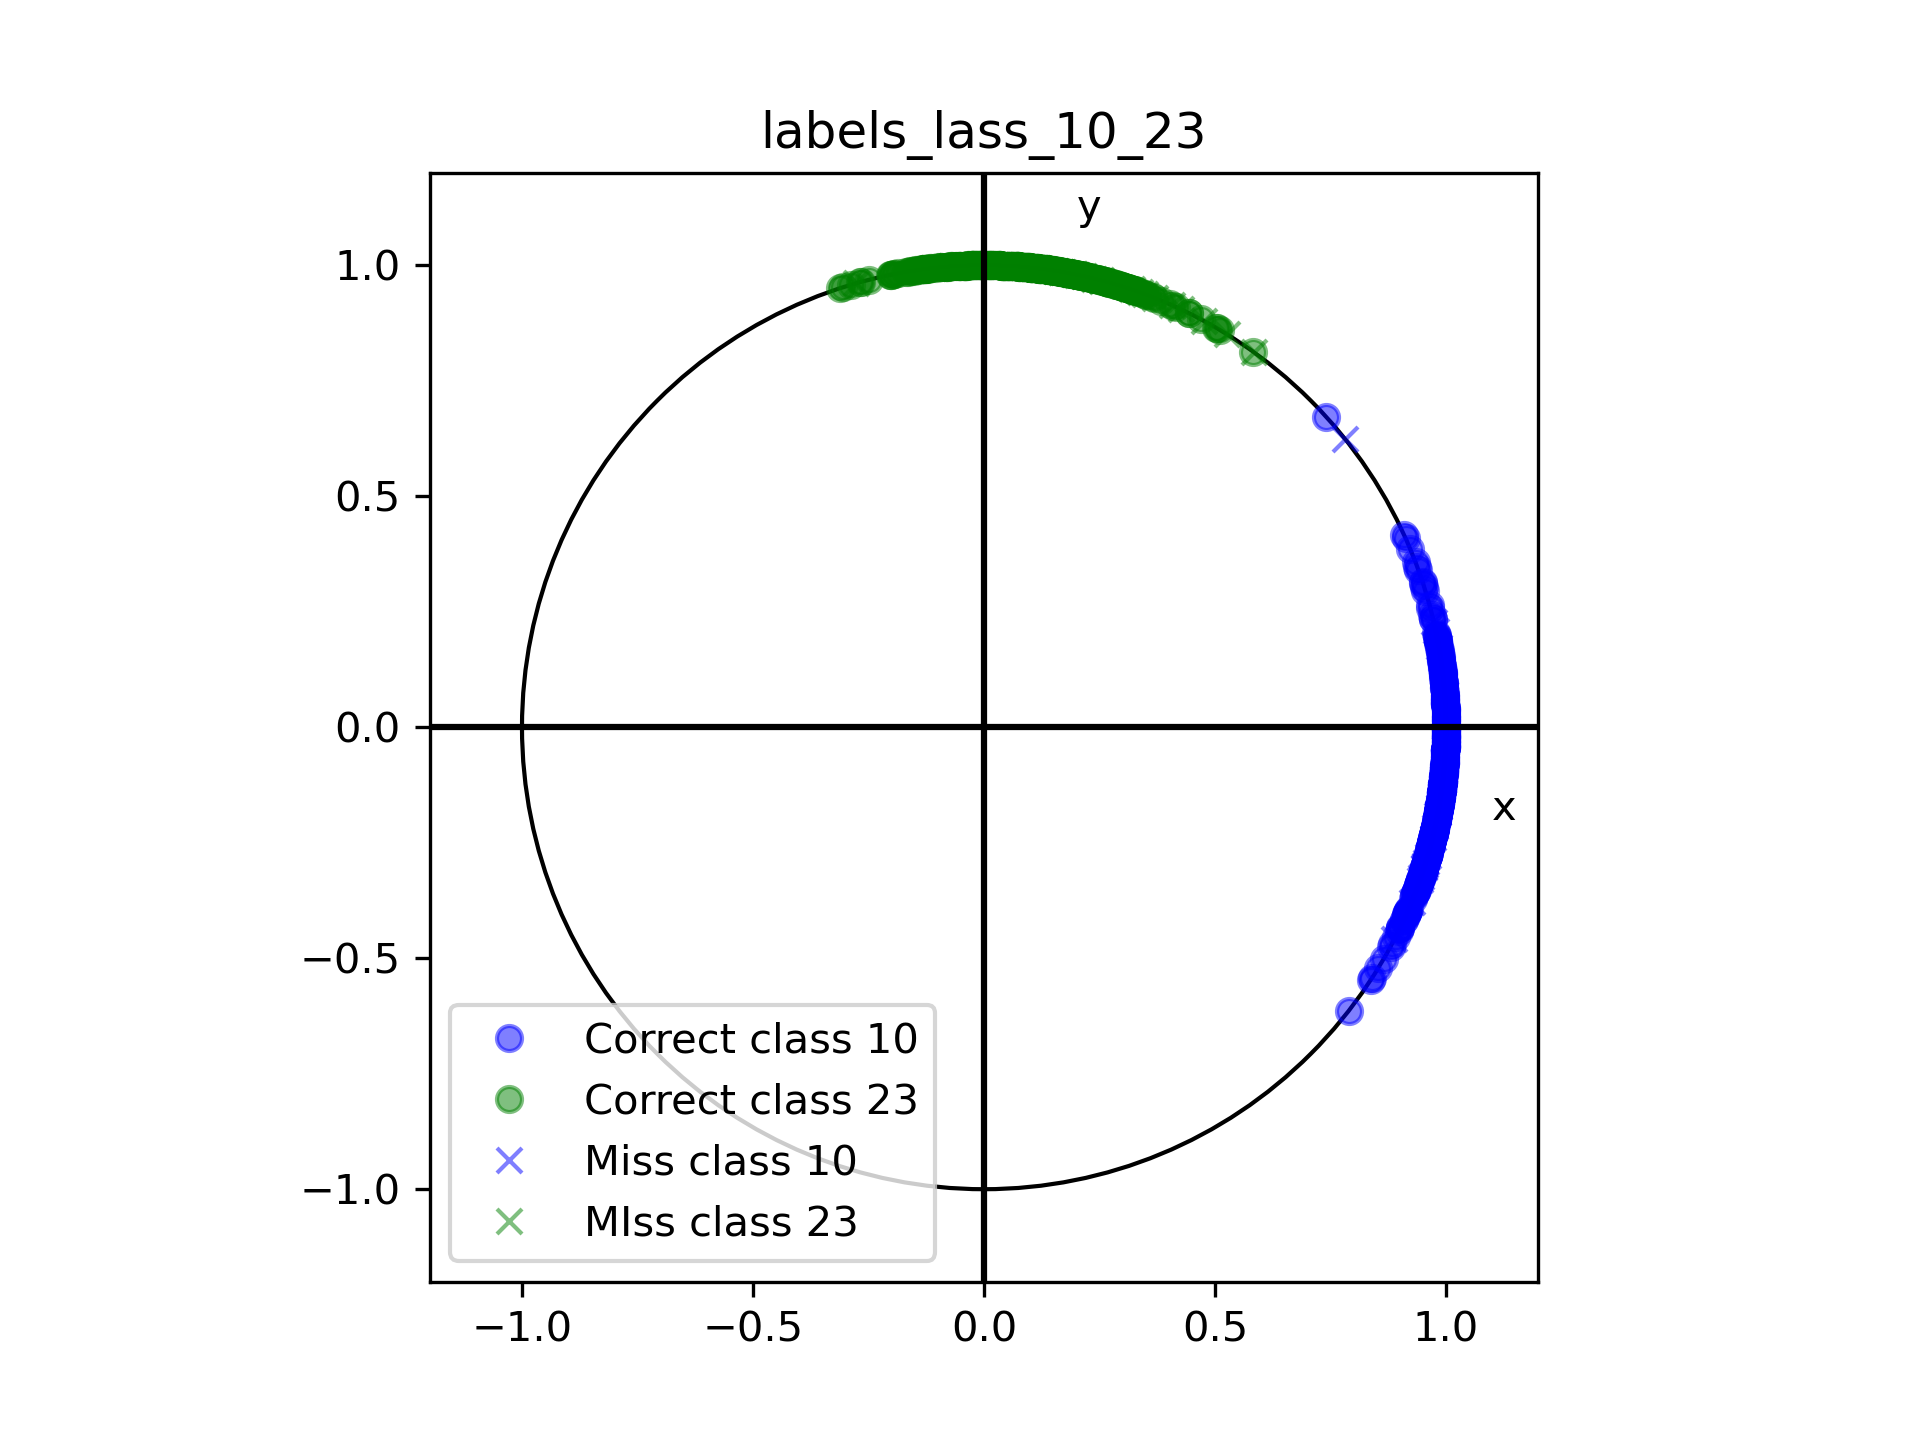 labels_lass_10_23
y
1.0
0.5
0.0
−0.5
−1.0
x
Correct class 10
Correct class 23
Miss class 10
MIss class 23
−1.0 −0.5 0.0 0.5 1.0